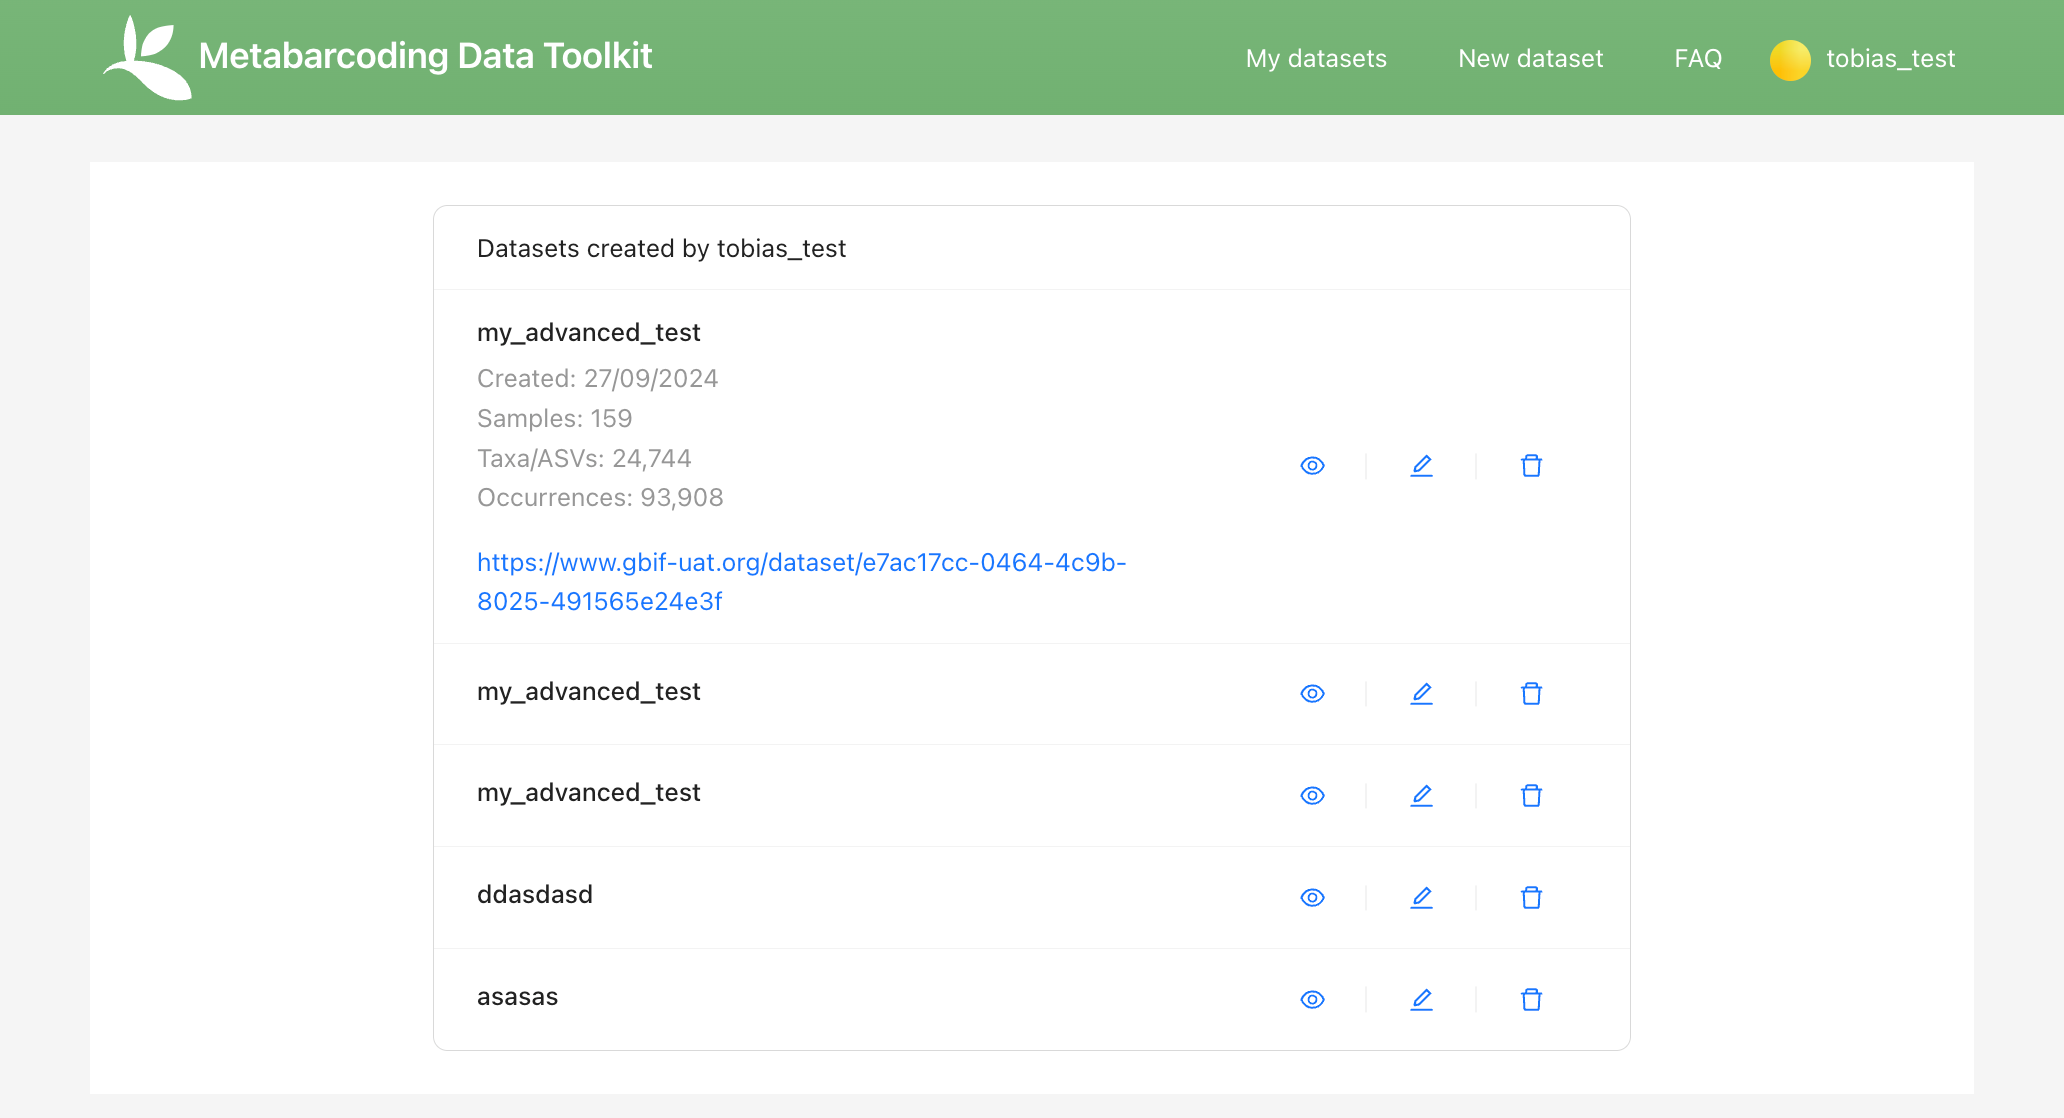 Metabarcoding Data Toolkit
My datasets
New dataset
FAQ
tobias_test
Datasets created by tobias_test
my_advanced_test
Created: 27/09/2024
Samples: 159
Taxa/ASVs: 24,744
Occurrences: 93,908
https://www.gbif-uat.org/dataset/e7ac17cc-0464-4c9b-
8025-491565e24e3f
my_advanced_test
my_advanced_test
ddasdasd
asasas